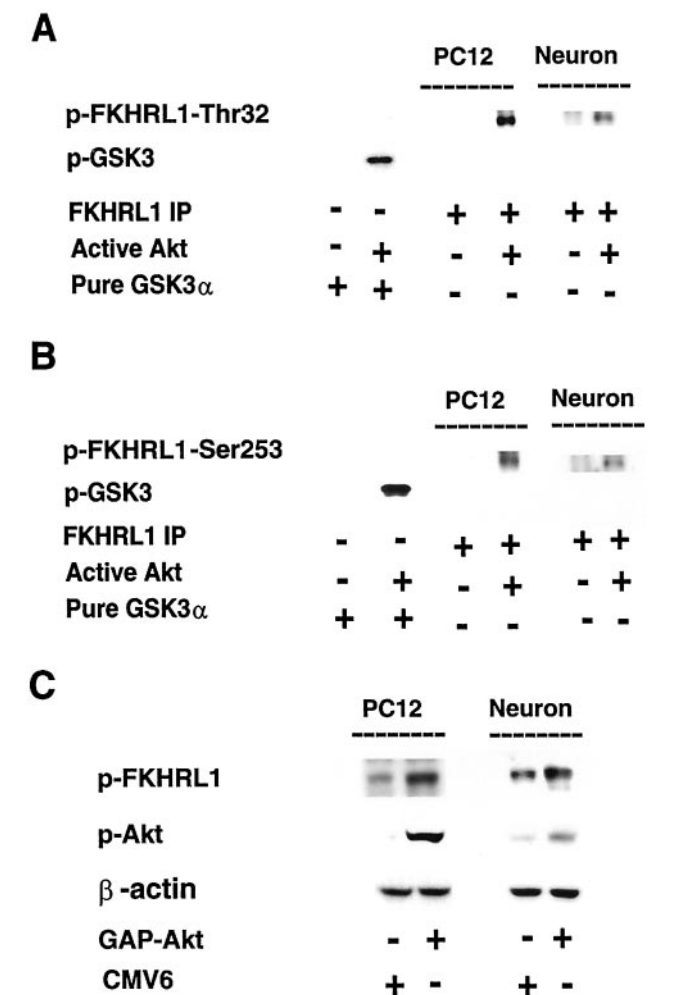 A
PC12 Neuron
p-FKHRL1-Thr32
p-GSK3
FKHRL1 IP - - + + + +
Active Akt - + - + - +
Pure GSK3α + + - - - -
B
PC12 Neuron
p-FKHRL1-Ser253
p-GSK3
FKHRL1 IP - - + + + +
Active Akt - + - + - +
Pure GSK3α + + - - - -
C
PC12 Neuron
p-FKHRL1
p-Akt
β-actin
GAP-Akt - + - +
CMV6 + - + -